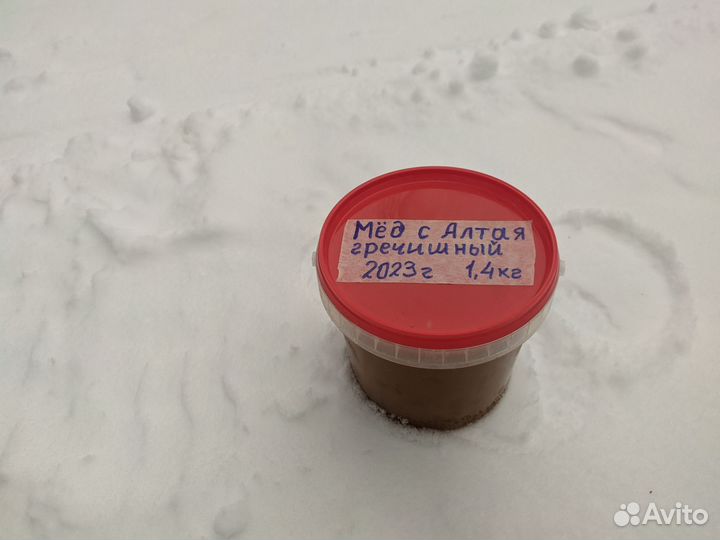 Мёд с Алтая
гречишный
2023г 1,4кг
Avito